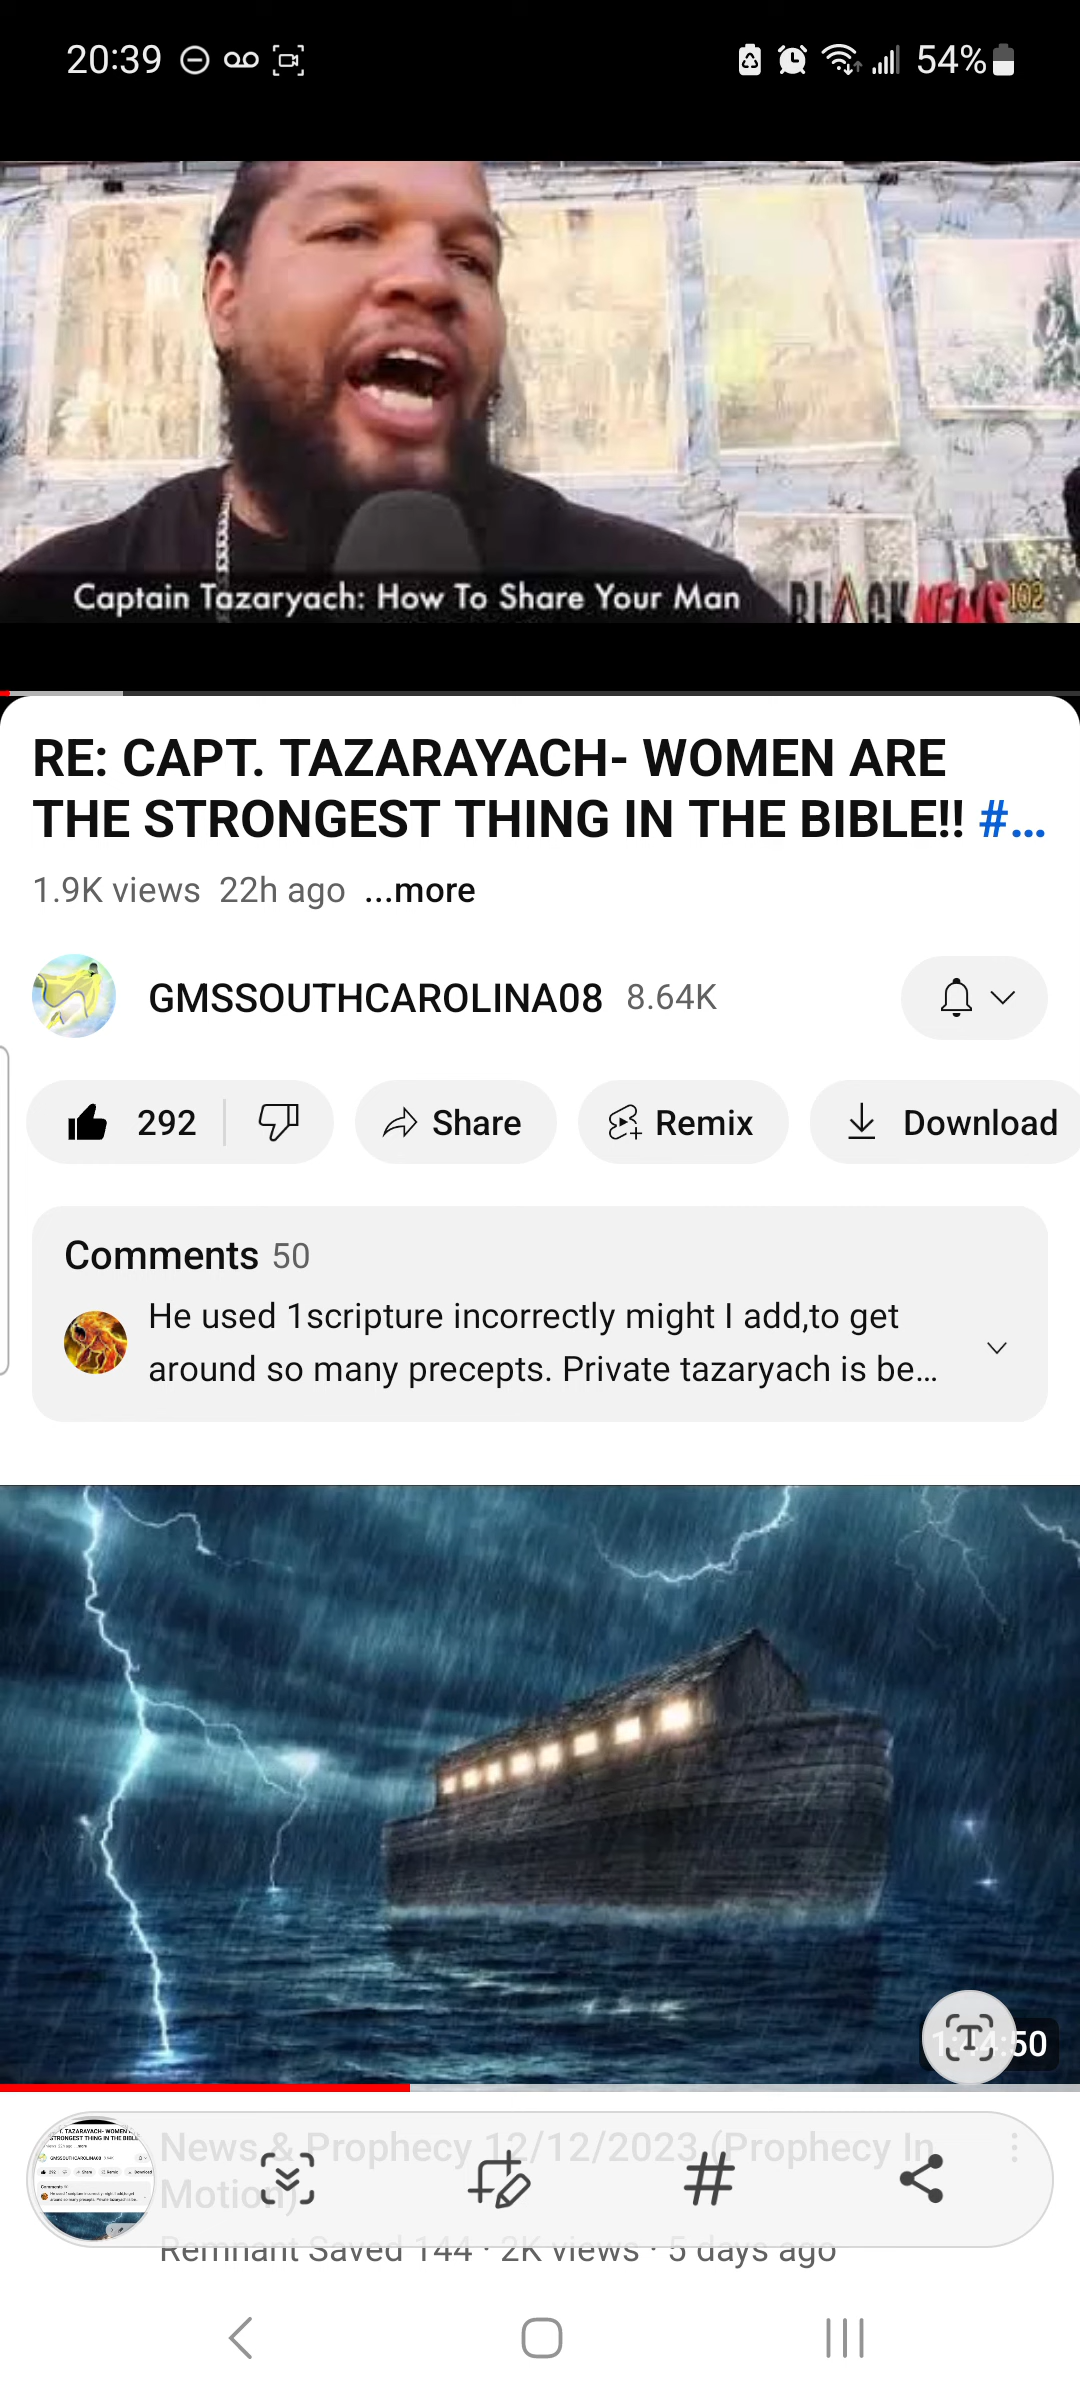 20:39 54%
Captain Tazaryach: How To Share Your Man
BLACK NEWS 102
RE: CAPT. TAZARAYACH- WOMEN ARE
THE STRONGEST THING IN THE BIBLE!! #...
1.9K views 22h ago ...more
GMSSOUTHCAROLINA08 8.64K
292 Share Remix Download
Comments 50
He used 1scripture incorrectly might I add,to get
around so many precepts. Private tazaryach is be...
T
News & Prophecy 12/12/2023 (Prophecy In
Motion)
Remnant Saved 144 · 2K views · 5 days ago